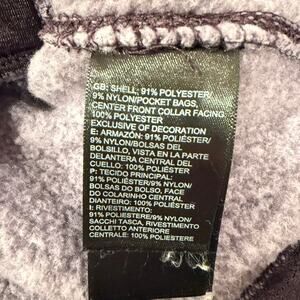 GB: SHELL: 91% POLYESTER/
9% NYLON/POCKET BAGS,
CENTER FRONT COLLAR FACING
100% POLYESTER
EXCLUSIVE OF DECORATION
E: ARMAZÓN: 91% POLIÉSTER/
9% NYLON/BOLSAS DEL
BOLSILLO, VISTA EN LA PARTE
DELANTERA CENTRAL DEL
CUELLO: 100% POLIÉSTER
P: TECIDO PRINCIPAL:
91% POLIÉSTER/9% NYLON/
BOLSAS DO BOLSO, FACE
DO COLARINHO CENTRAL
DIANTEIRO: 100% POLIÉSTER
I: RIVESTIMENTO:
91% POLIESTERE/9% NYLON/
SACCHI TASCA, RIVESTIMENTO
COLLETTO ANTERIORE
CENTRALE: 100% POLIESTERE